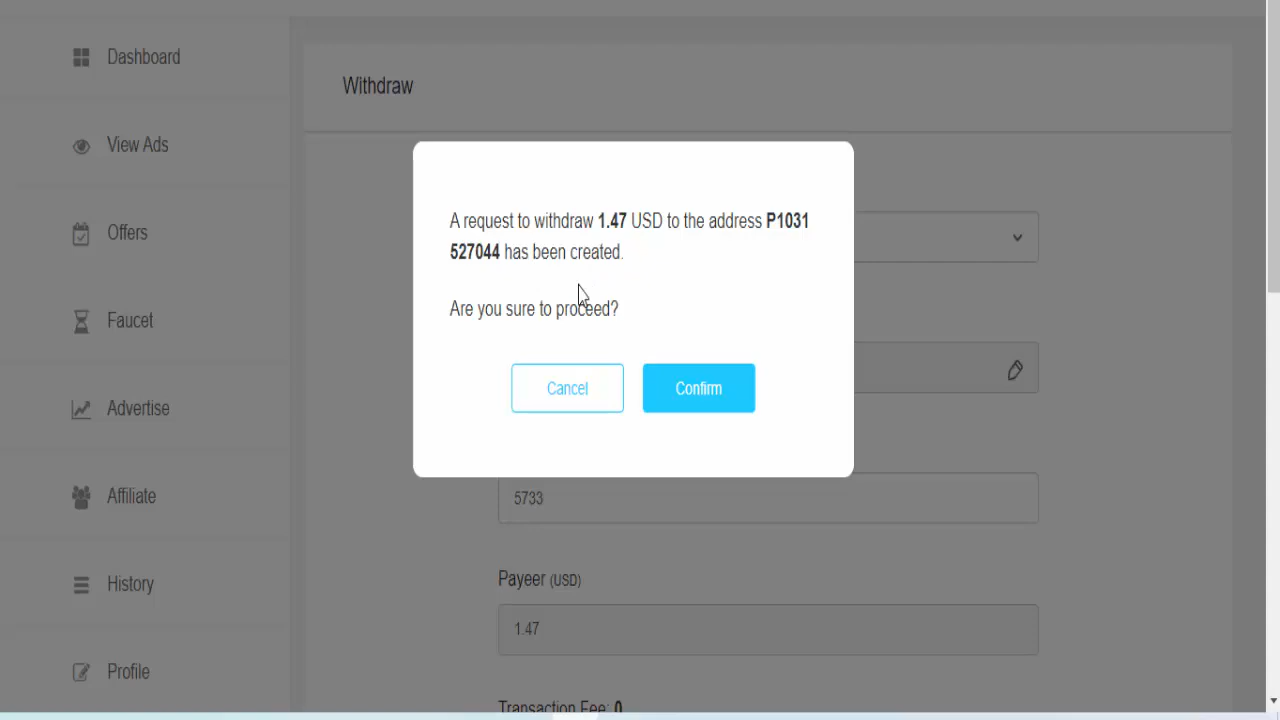 Dashboard
View Ads
Offers
Faucet
Advertise
Affiliate
History
Profile
Withdraw
A request to withdraw 1.47 USD to the address P1031
527044 has been created.
Are you sure to proceed?
Cancel
Confirm
5733
Payeer (USD)
1.47
Transaction Fee: 0